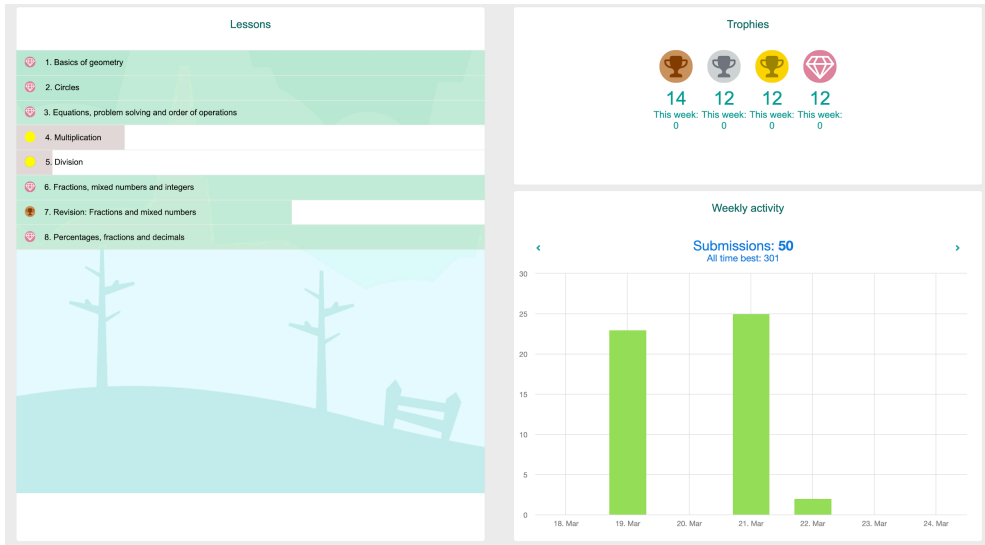 Lessons
1. Basics of geometry
2. Circles
3. Equations, problem solving and order of operations
4. Multiplication
5. Division
6. Fractions, mixed numbers and integers
7. Revision: Fractions and mixed numbers
8. Percentages, fractions and decimals
Trophies
14 12 12 12
This week: This week: This week: This week:
0 0 0 0
Weekly activity
‹ Submissions: 50 ›
All time best: 301
30
25
20
15
10
5
0
18. Mar 19. Mar 20. Mar 21. Mar 22. Mar 23. Mar 24. Mar